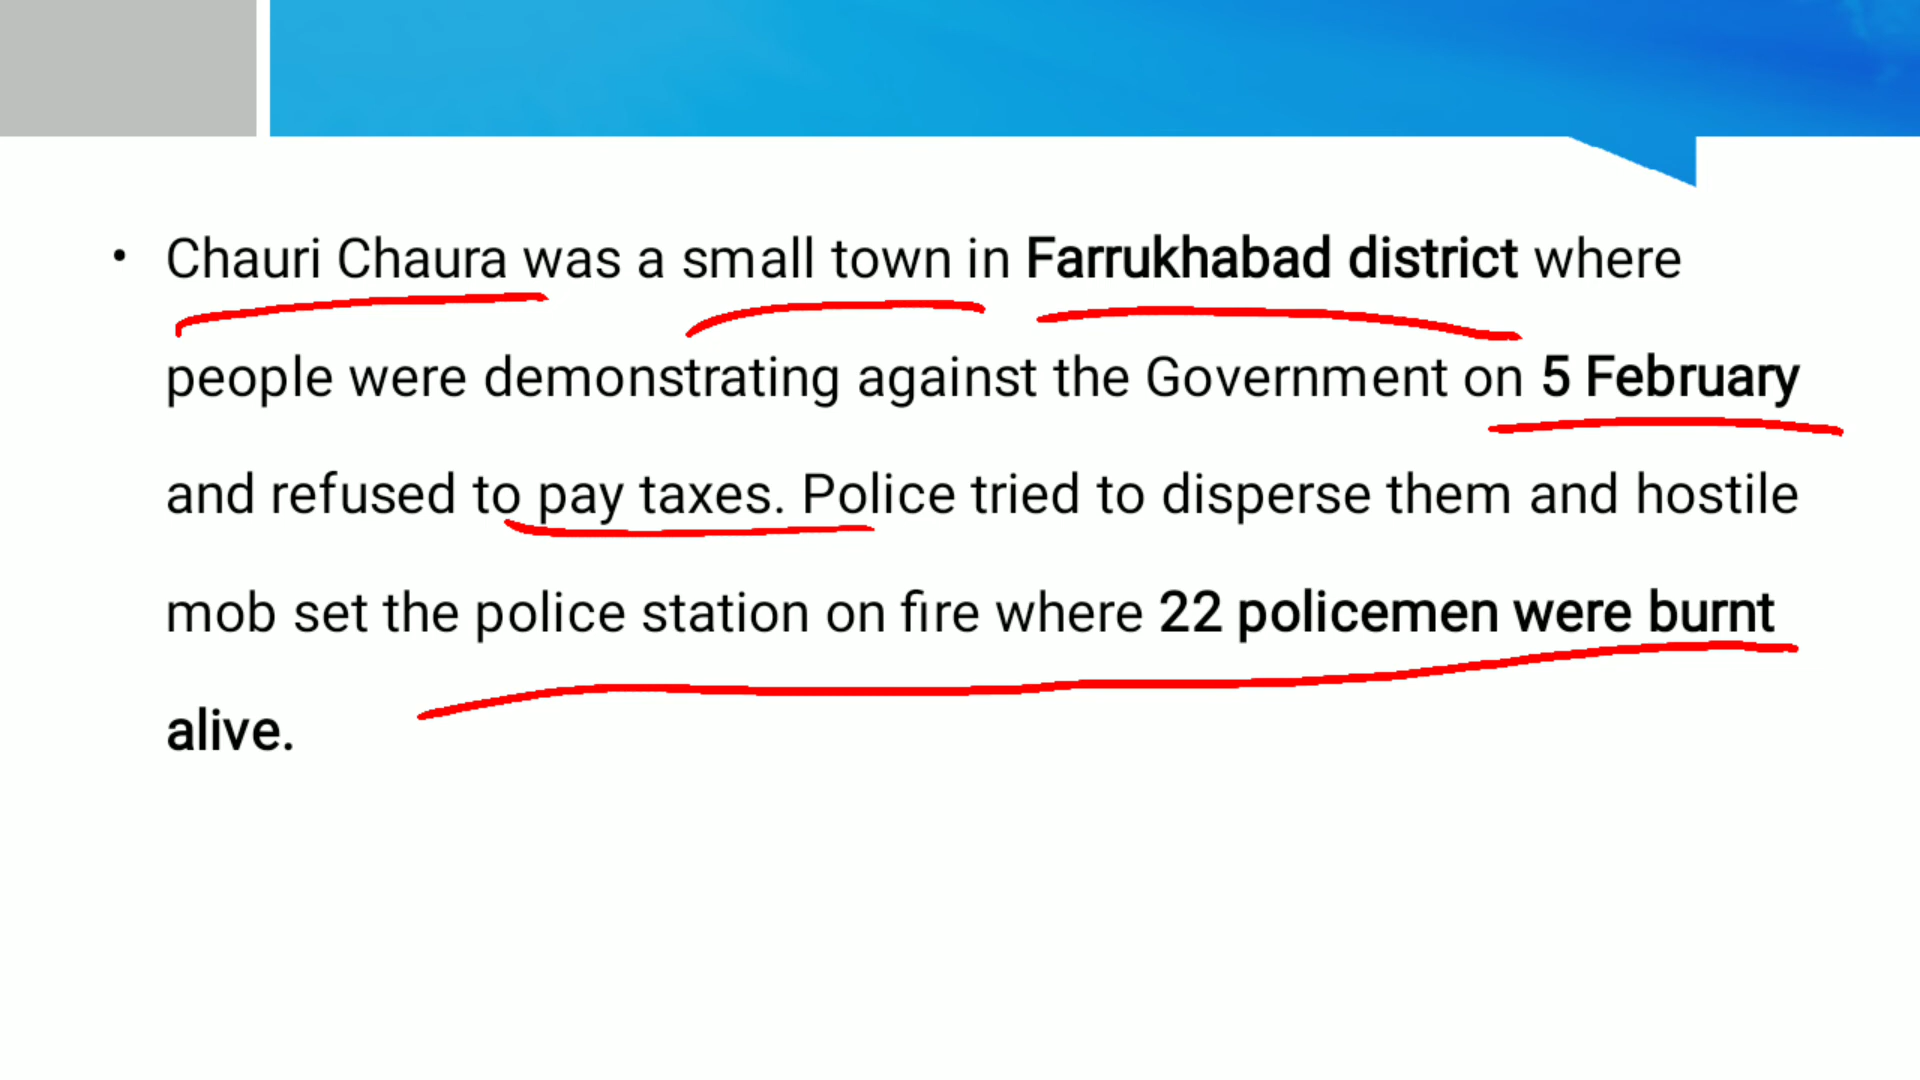 • Chauri Chaura was a small town in Farrukhabad district where
people were demonstrating against the Government on 5 February
and refused to pay taxes. Police tried to disperse them and hostile
mob set the police station on fire where 22 policemen were burnt
alive.